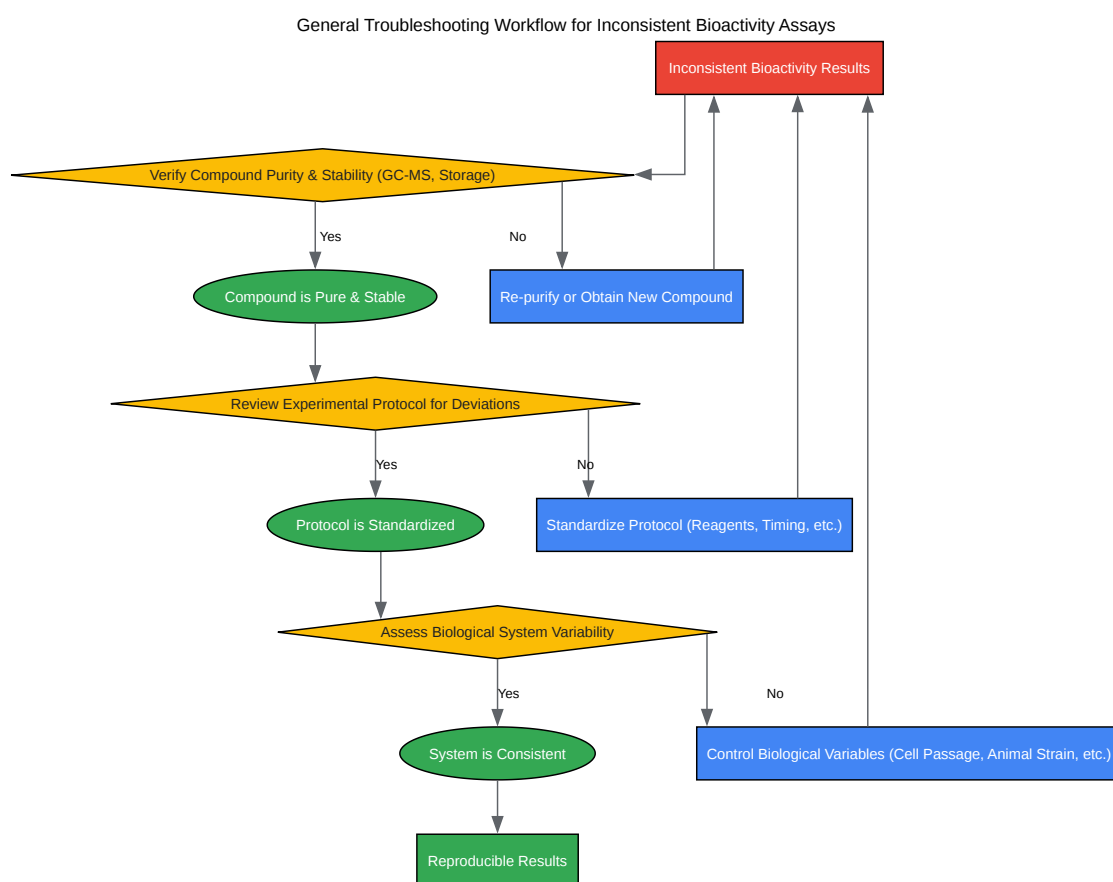 General Troubleshooting Workflow for Inconsistent Bioactivity Assays
Inconsistent Bioactivity Results
Verify Compound Purity & Stability (GC-MS, Storage)
Yes
No
Compound is Pure & Stable
Re-purify or Obtain New Compound
Review Experimental Protocol for Deviations
Yes
No
Protocol is Standardized
Standardize Protocol (Reagents, Timing, etc.)
Assess Biological System Variability
Yes
No
System is Consistent
Control Biological Variables (Cell Passage, Animal Strain, etc.)
Reproducible Results